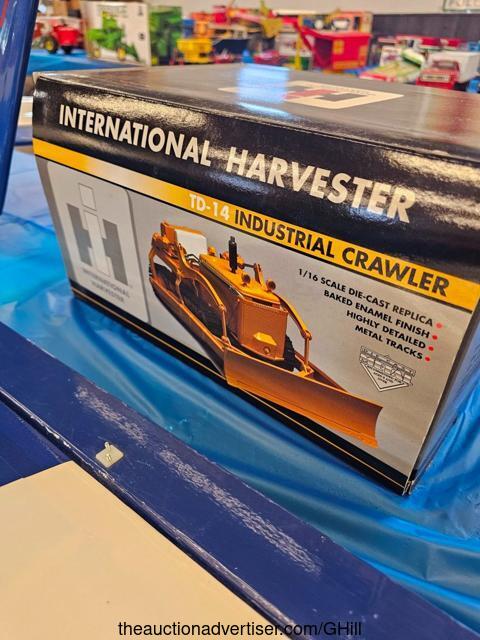 INTERNATIONAL HARVESTER
TD-14 INDUSTRIAL CRAWLER
1/16 SCALE DIE-CAST REPLICA
BAKED ENAMEL FINISH
HIGHLY DETAILED
METAL TRACKS
INTERNATIONAL
HARVESTER
theauctionadvertiser.com/GHill